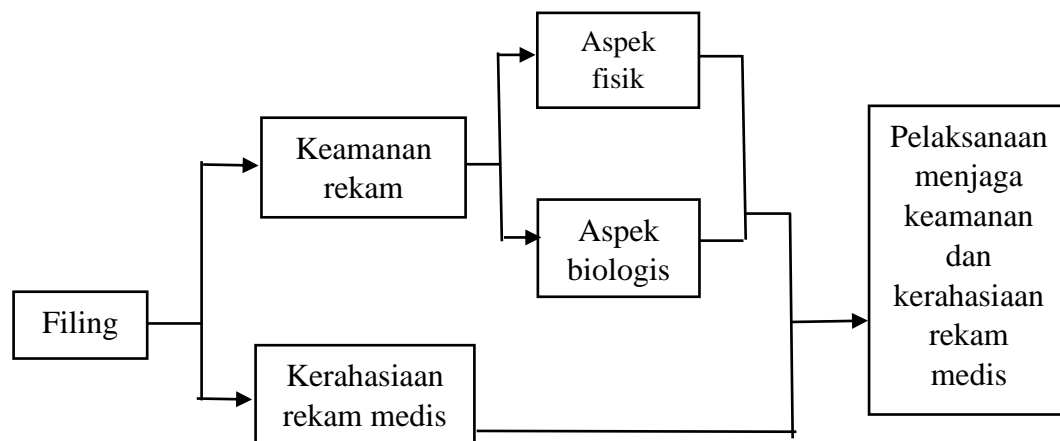 Filing
Keamanan
rekam
Kerahasiaan
rekam medis
Aspek
fisik
Aspek
biologis
Pelaksanaan
menjaga
keamanan
dan
kerahasiaan
rekam
medis